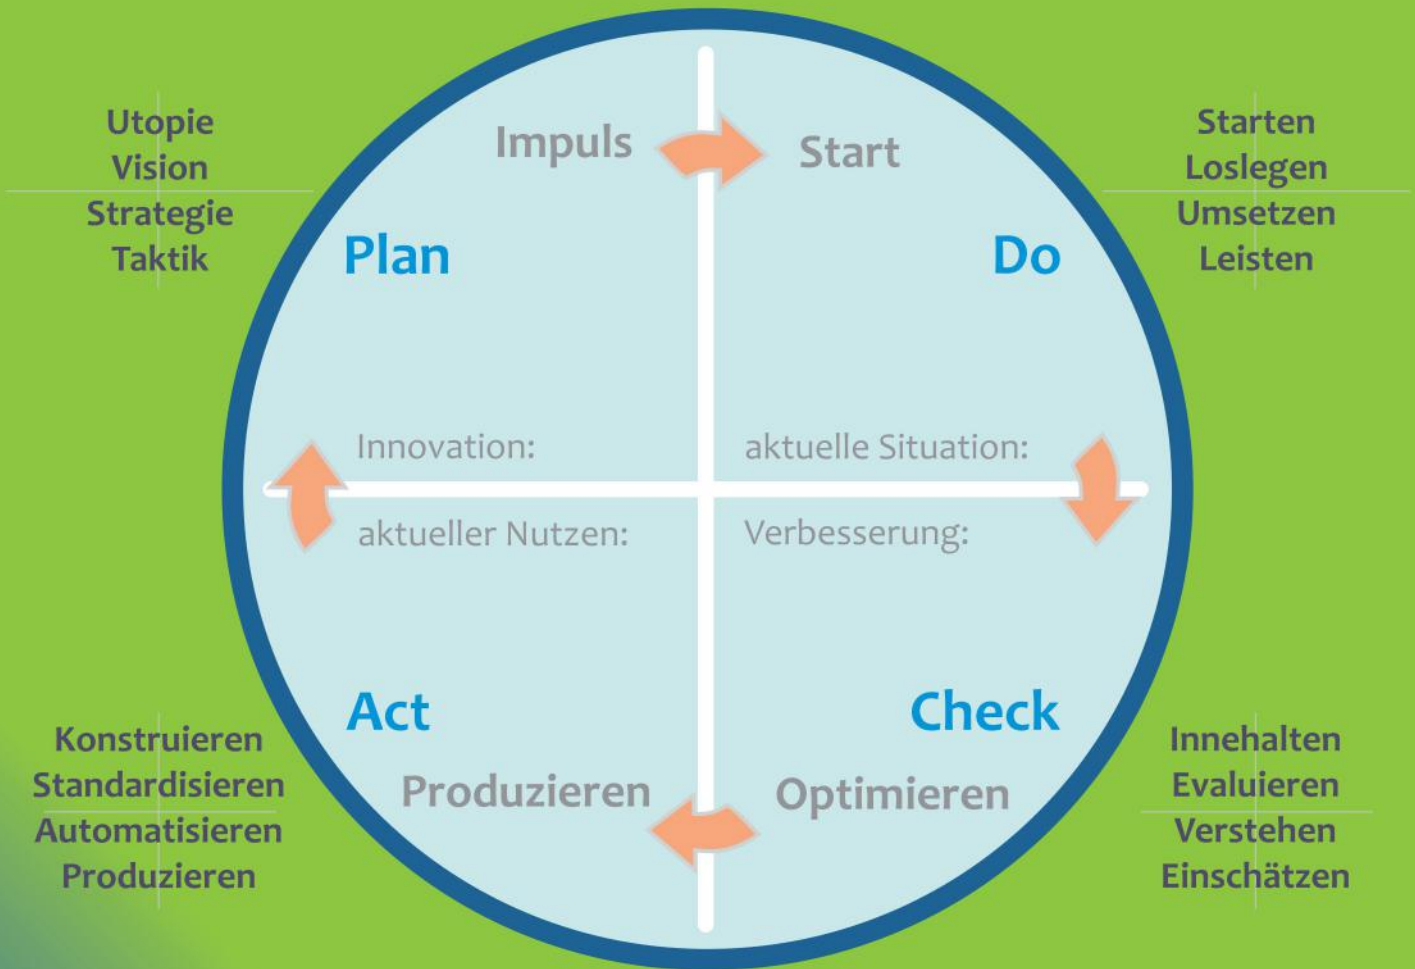 Utopie
Vision
Strategie
Taktik
Impuls
Start
Starten
Loslegen
Umsetzen
Leisten
Plan
Do
Innovation:
aktuelle Situation:
aktueller Nutzen:
Verbesserung:
Act
Check
Produzieren
Optimieren
Konstruieren
Standardisieren
Automatisieren
Produzieren
Innehalten
Evaluieren
Verstehen
Einschätzen